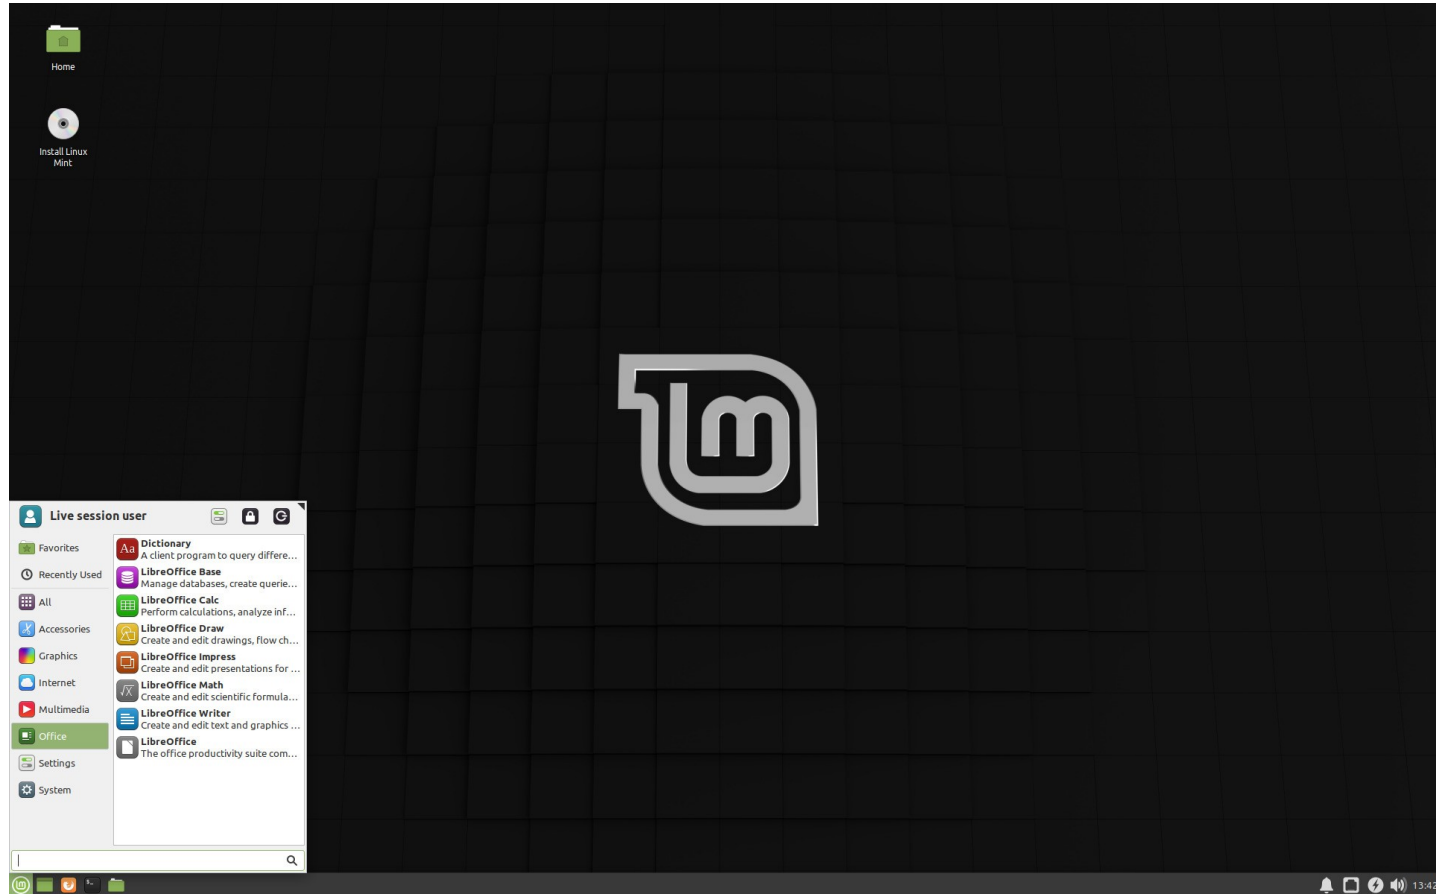 Home
Install Linux
Mint
Live session user
Favorites
Recently Used
All
Accessories
Graphics
Internet
Multimedia
Office
Settings
System
Dictionary
A client program to query differe...
LibreOffice Base
Manage databases, create querie...
LibreOffice Calc
Perform calculations, analyze inf...
LibreOffice Draw
Create and edit drawings, flow ch...
LibreOffice Impress
Create and edit presentations for ...
LibreOffice Math
Create and edit scientific formula...
LibreOffice Writer
Create and edit text and graphics ...
LibreOffice
The office productivity suite com...
lm
13:42